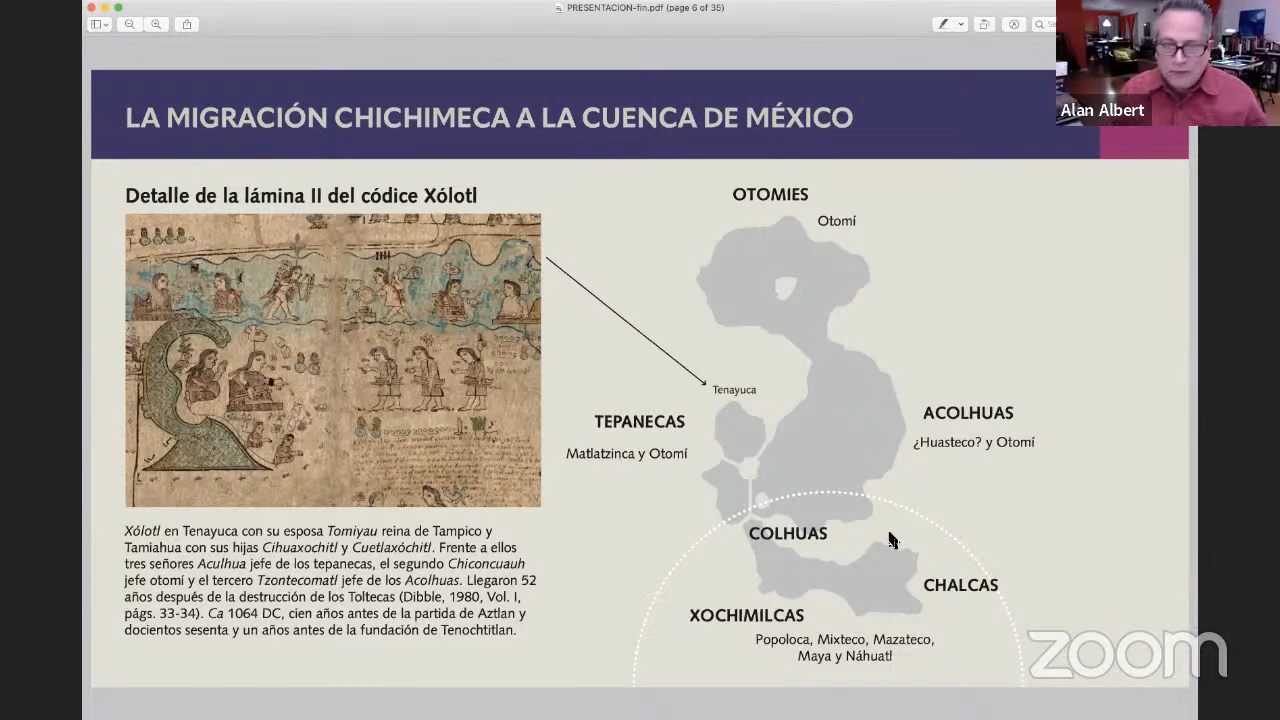 PRESENTACION-fin.pdf (page 6 of 35)
Alan Albert
LA MIGRACIÓN CHICHIMECA A LA CUENCA DE MÉXICO
Detalle de la lámina II del códice Xólotl
Xólotl en Tenayuca con su esposa Tomiyau reina de Tampico y
Tamiahua con sus hijas Cihuaxochitl y Cuetlaxóchitl. Frente a ellos
tres señores Aculhua jefe de los tepanecas, el segundo Chiconcuauh
jefe otomí y el tercero Tzontecomatl jefe de los Acolhuas. Llegaron 52
años después de la destrucción de los Toltecas (Dibble, 1980, Vol. I,
págs. 33-34). Ca 1064 DC, cien años antes de la partida de Aztlan y
docientos sesenta y un años antes de la fundación de Tenochtitlan.
OTOMIES
Otomí
Tenayuca
TEPANECAS
Matlatzinca y Otomí
ACOLHUAS
¿Huasteco? y Otomí
COLHUAS
CHALCAS
XOCHIMILCAS
Popoloca, Mixteco, Mazateco,
Maya y Náhuatl
zoom